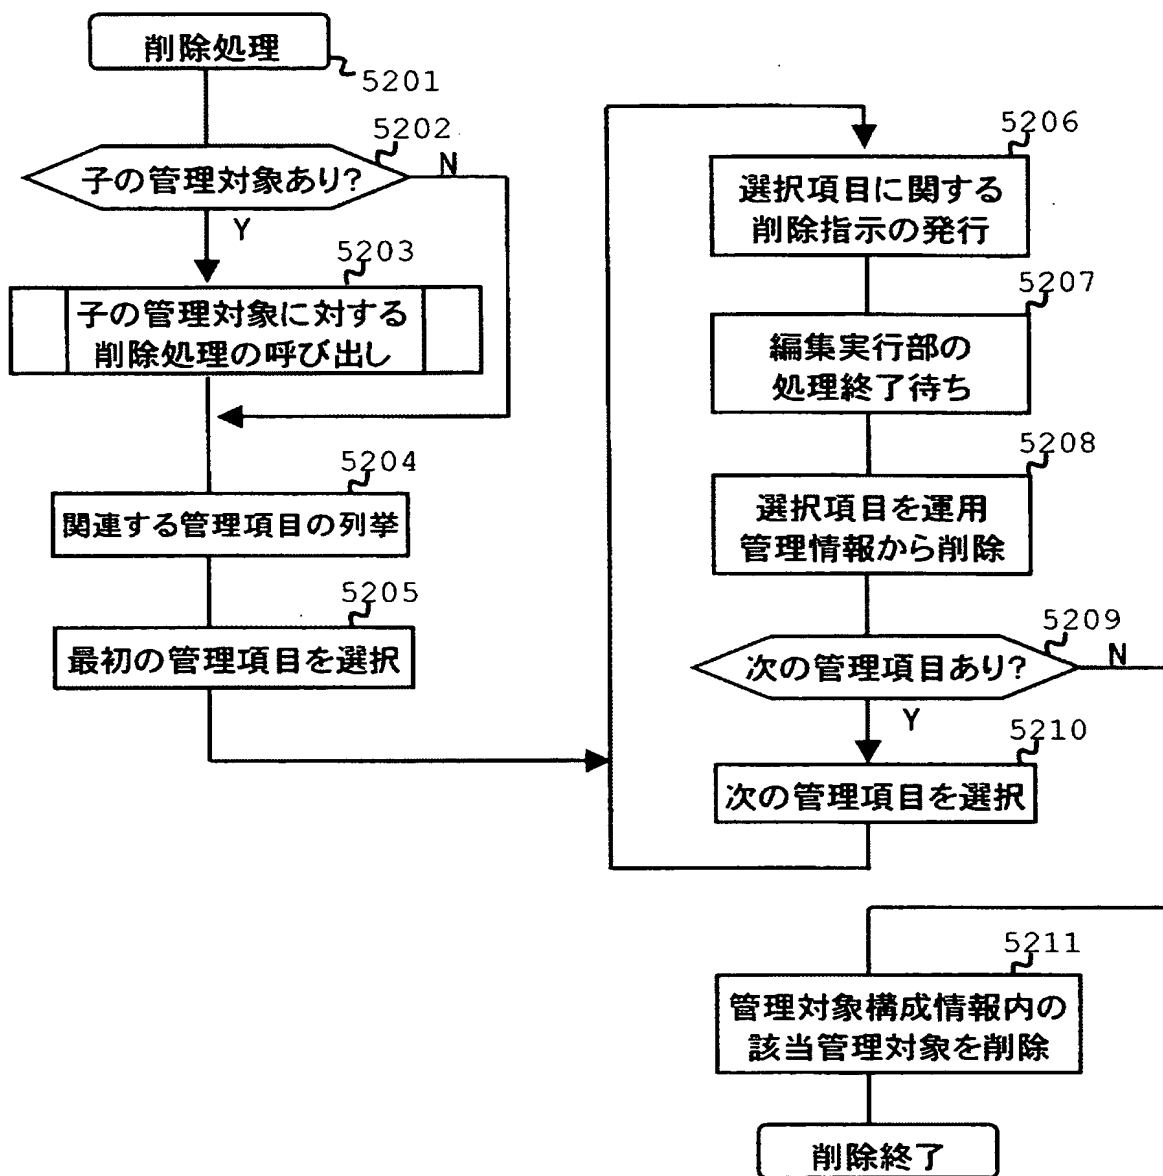 削除処理
5201
5202
子の管理対象あり?
N
Y
5203
子の管理対象に対する
削除処理の呼び出し
5204
関連する管理項目の列挙
5205
最初の管理項目を選択
5206
選択項目に関する
削除指示の発行
5207
編集実行部の
処理終了待ち
5208
選択項目を運用
管理情報から削除
5209
次の管理項目あり?
N
Y
5210
次の管理項目を選択
5211
管理対象構成情報内の
該当管理対象を削除
削除終了